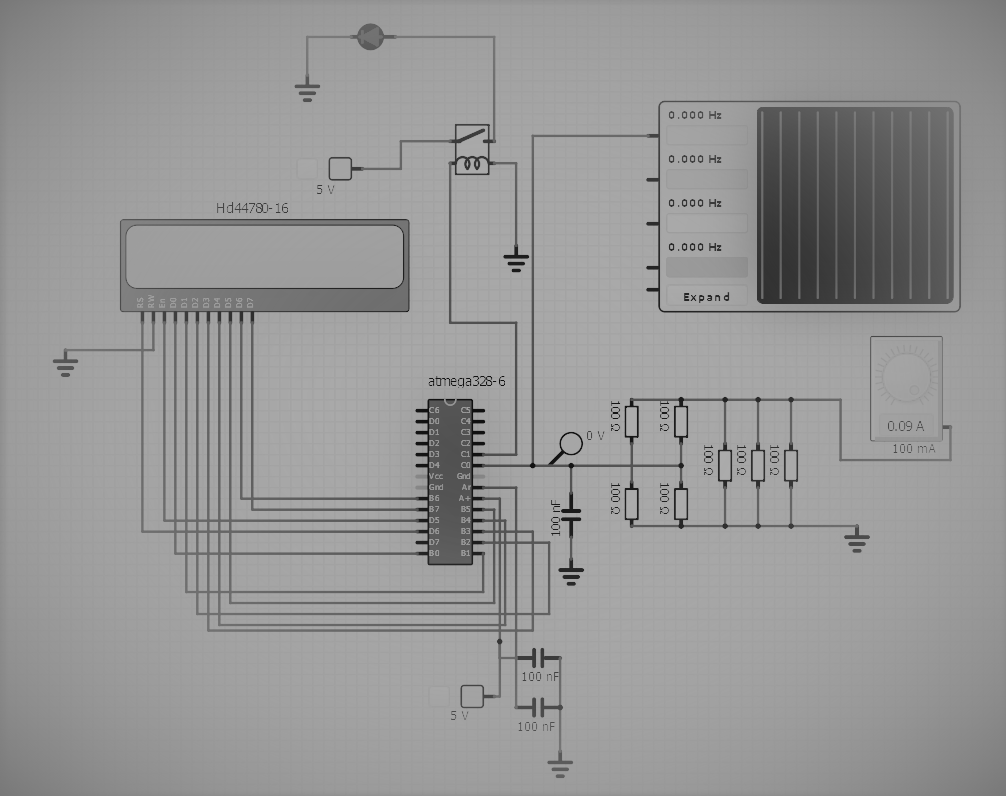 0.000 Hz
0.000 Hz
0.000 Hz
0.000 Hz
Expand
5 V
Hd44780-16
RS RW En D0 D1 D2 D3 D4 D5 D6 D7
0.09 A
100 mA
atmega328-6
C6 C5
D0 C4
D1 C3
D2 C2
D3 C1
D4 C0
Vcc Gnd
Gnd Ar
B6 A+
B7 B5
D5 B4
D6 B3
D7 B2
B0 B1
0 V
100 Ω
100 Ω
100 Ω
100 Ω
100 Ω
100 Ω
100 Ω
100 nF
100 nF
5 V
100 nF